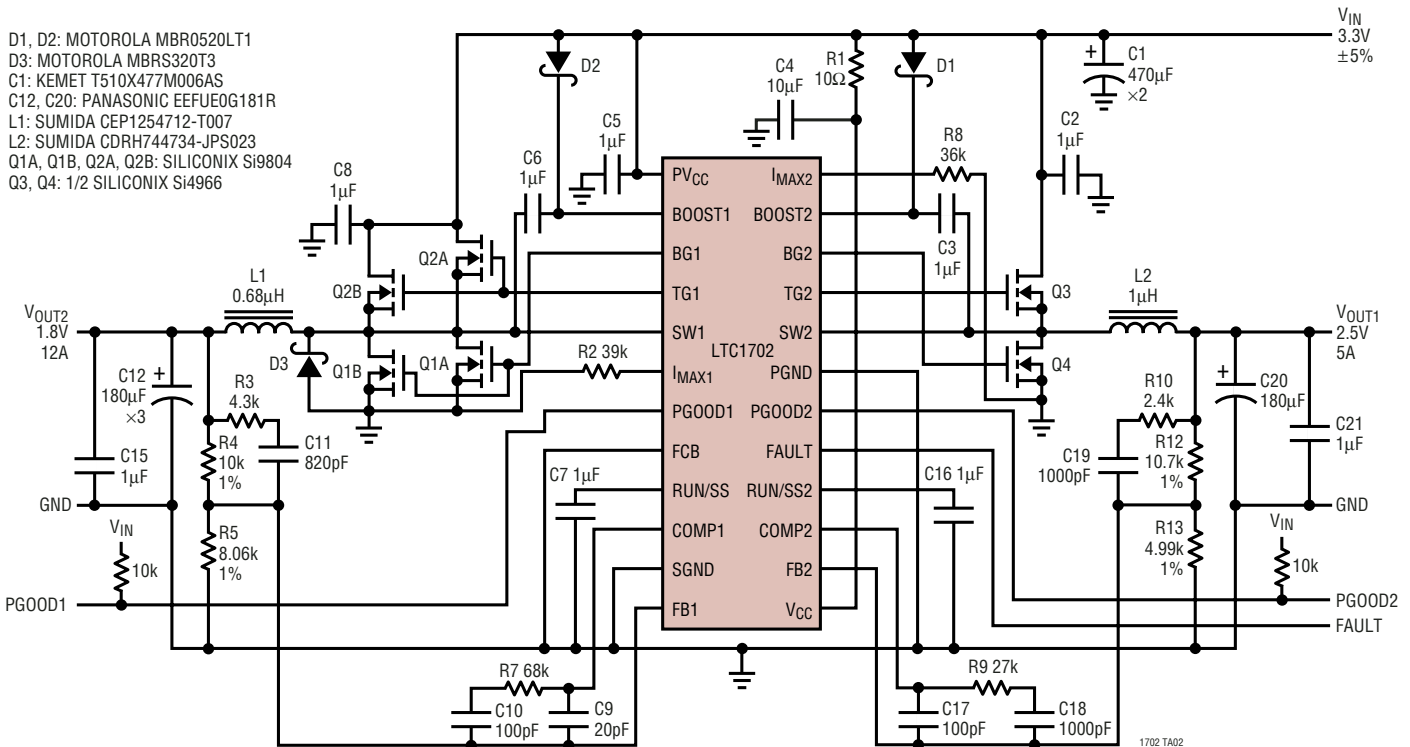 D1, D2: MOTOROLA MBR0520LT1
D3: MOTOROLA MBRS320T3
C1: KEMET T510X477M006AS
C12, C20: PANASONIC EEFUE0G181R
L1: SUMIDA CEP1254712-T007
L2: SUMIDA CDRH744734-JPS023
Q1A, Q1B, Q2A, Q2B: SILICONIX Si9804
Q3, Q4: 1/2 SILICONIX Si4966
D2
C4
10µF
R1
10Ω
D1
+
C1
470µF
×2
VIN
3.3V
±5%
C8
1µF
C6
1µF
C5
1µF
R8
36k
C2
1µF
C3
1µF
Q2A
Q2B
Q1B
Q1A
D3
L1
0.68µH
R2 39k
VOUT2
1.8V
12A
+
C12
180µF
×3
C15
1µF
GND
R3
4.3k
R4
10k
1%
C11
820pF
R5
8.06k
1%
VIN
10k
PGOOD1
C7 1µF
LTC1702
PVCC
BOOST1
BG1
TG1
SW1
IMAX1
PGOOD1
FCB
RUN/SS
COMP1
SGND
FB1
IMAX2
BOOST2
BG2
TG2
SW2
PGND
PGOOD2
FAULT
RUN/SS2
COMP2
FB2
VCC
C16 1µF
Q3
Q4
L2
1µH
VOUT1
2.5V
5A
R10
2.4k
C19
1000pF
R12
10.7k
1%
R13
4.99k
1%
+
C20
180µF
C21
1µF
GND
VIN
10k
PGOOD2
FAULT
R7 68k
C10
100pF
C9
20pF
R9 27k
C17
100pF
C18
1000pF
1702 TA02